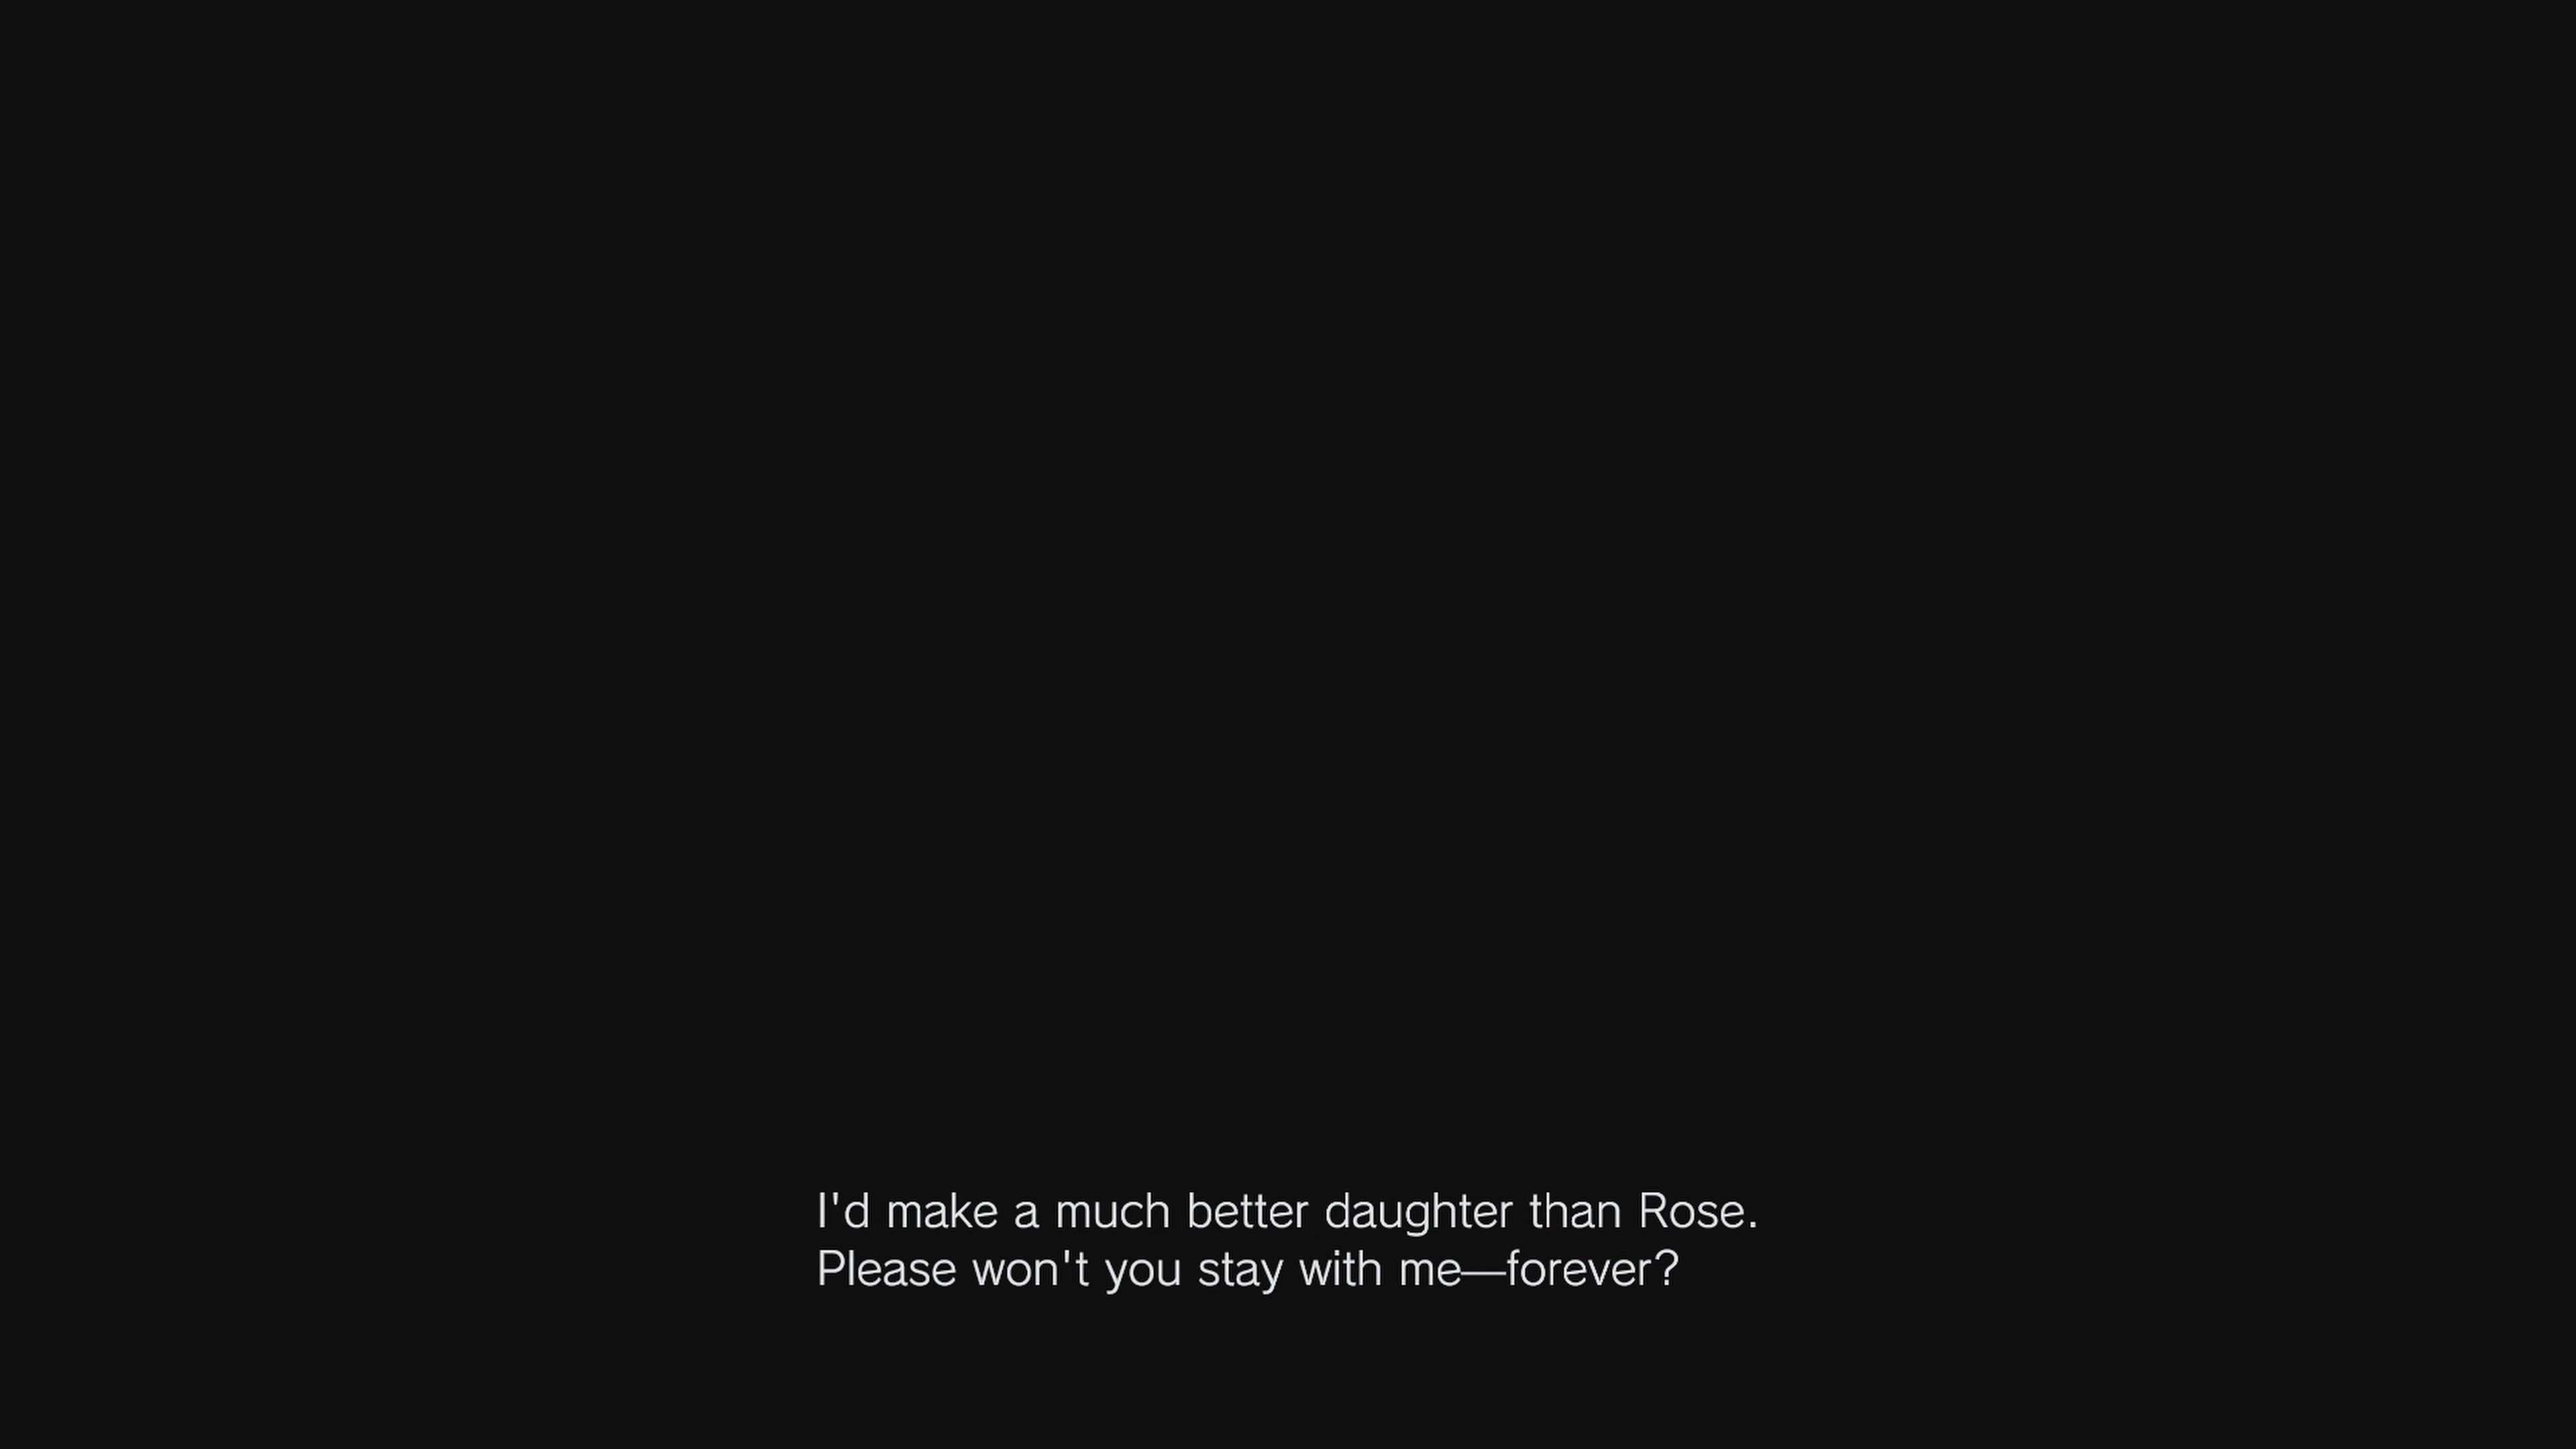 I'd make a much better daughter than Rose.
Please won't you stay with me—forever?